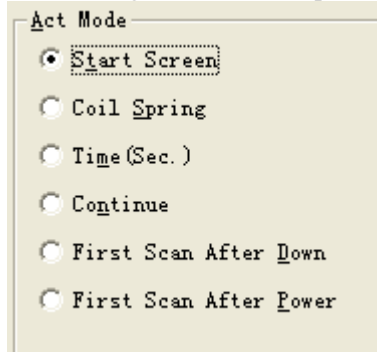 Act Mode
Start Screen
Coil Spring
Time(Sec.)
Continue
First Scan After Down
First Scan After Power